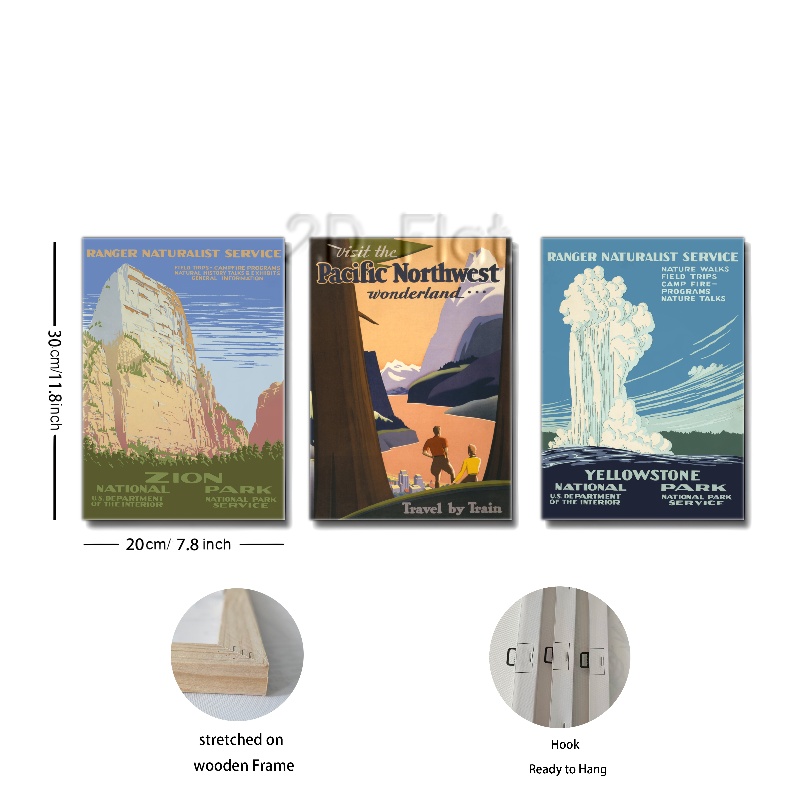 2D Flat
RANGER NATURALIST SERVICE
FIELD TRIPS - CAMPFIRE PROGRAMS
NATURAL HISTORY TALKS & EXHIBITS
GENERAL INFORMATION
ZION
NATIONAL PARK
U.S. DEPARTMENT
OF THE INTERIOR
NATIONAL PARK
SERVICE
Visit the
Pacific Northwest
wonderland...
Travel by Train
RANGER NATURALIST SERVICE
NATURE WALKS
FIELD TRIPS
CAMP FIRE-
PROGRAMS
NATURE TALKS
YELLOWSTONE
NATIONAL PARK
U.S. DEPARTMENT
OF THE INTERIOR
NATIONAL PARK
SERVICE
30cm/11.8inch
20cm/ 7.8 inch
stretched on
wooden Frame
Hook
Ready to Hang